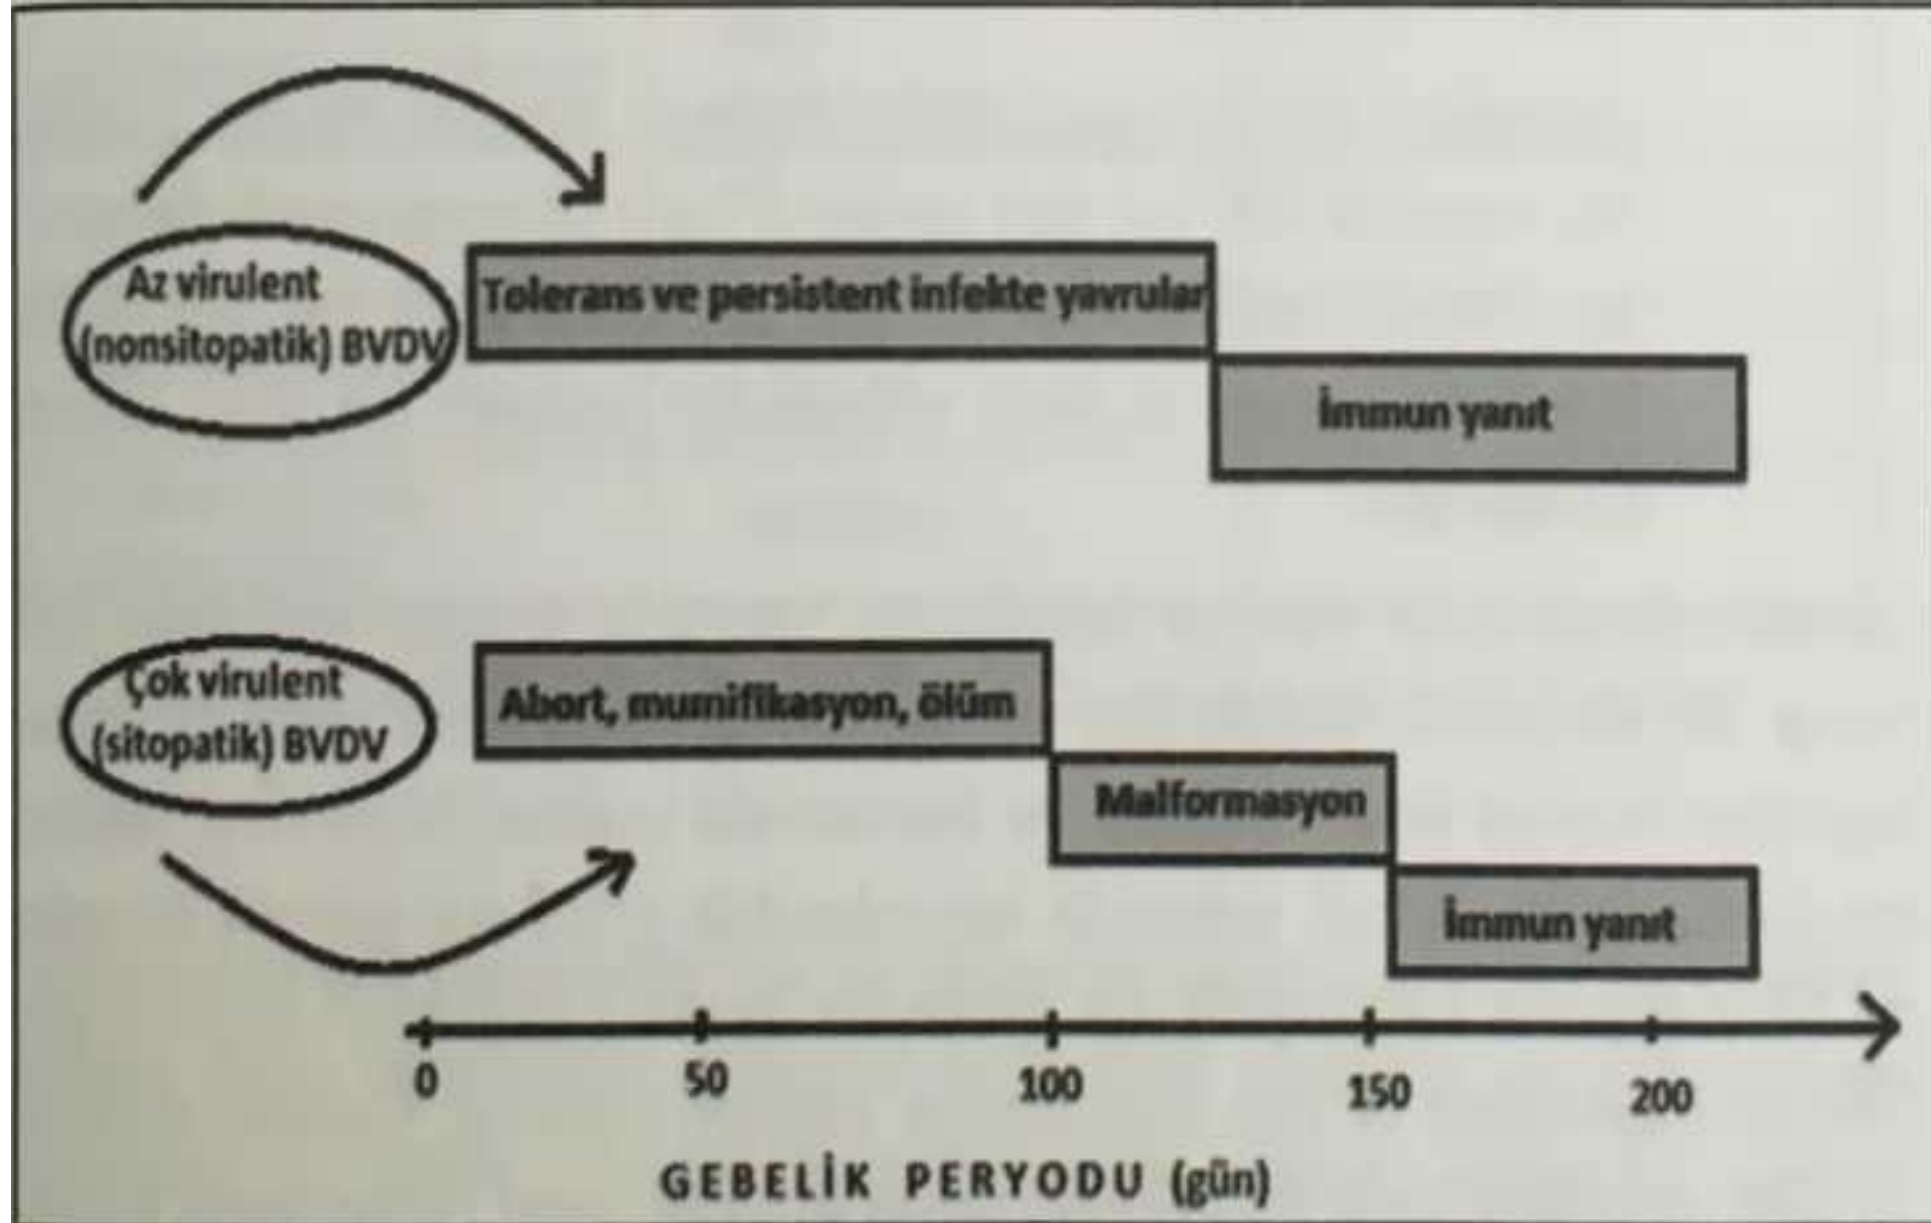 Az virulent
(nonsitopatik) BVDV
Tolerans ve persistent infekte yavrular
İmmun yanıt
Çok virulent
(sitopatik) BVDV
Abort, mumifikasyon, ölüm
Malformasyon
İmmun yanıt
0 50 100 150 200
GEBELİK PERYODU (gün)